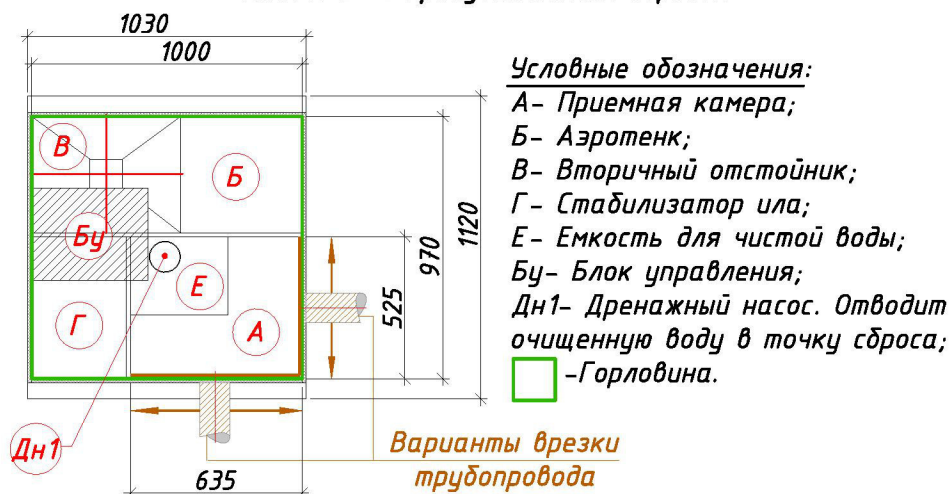 1030
1000
Условные обозначения:
А- Приемная камера;
Б- Аэротенк;
В- Вторичный отстойник;
Г- Стабилизатор ила;
Е- Емкость для чистой воды;
Бу- Блок управления;
Дн1- Дренажный насос. Отводит
очищенную воду в точку сброса;
-Горловина.
В
Б
Бу
Е
Г
А
525
970
1120
Дн1
Варианты врезки
трубопровода
635